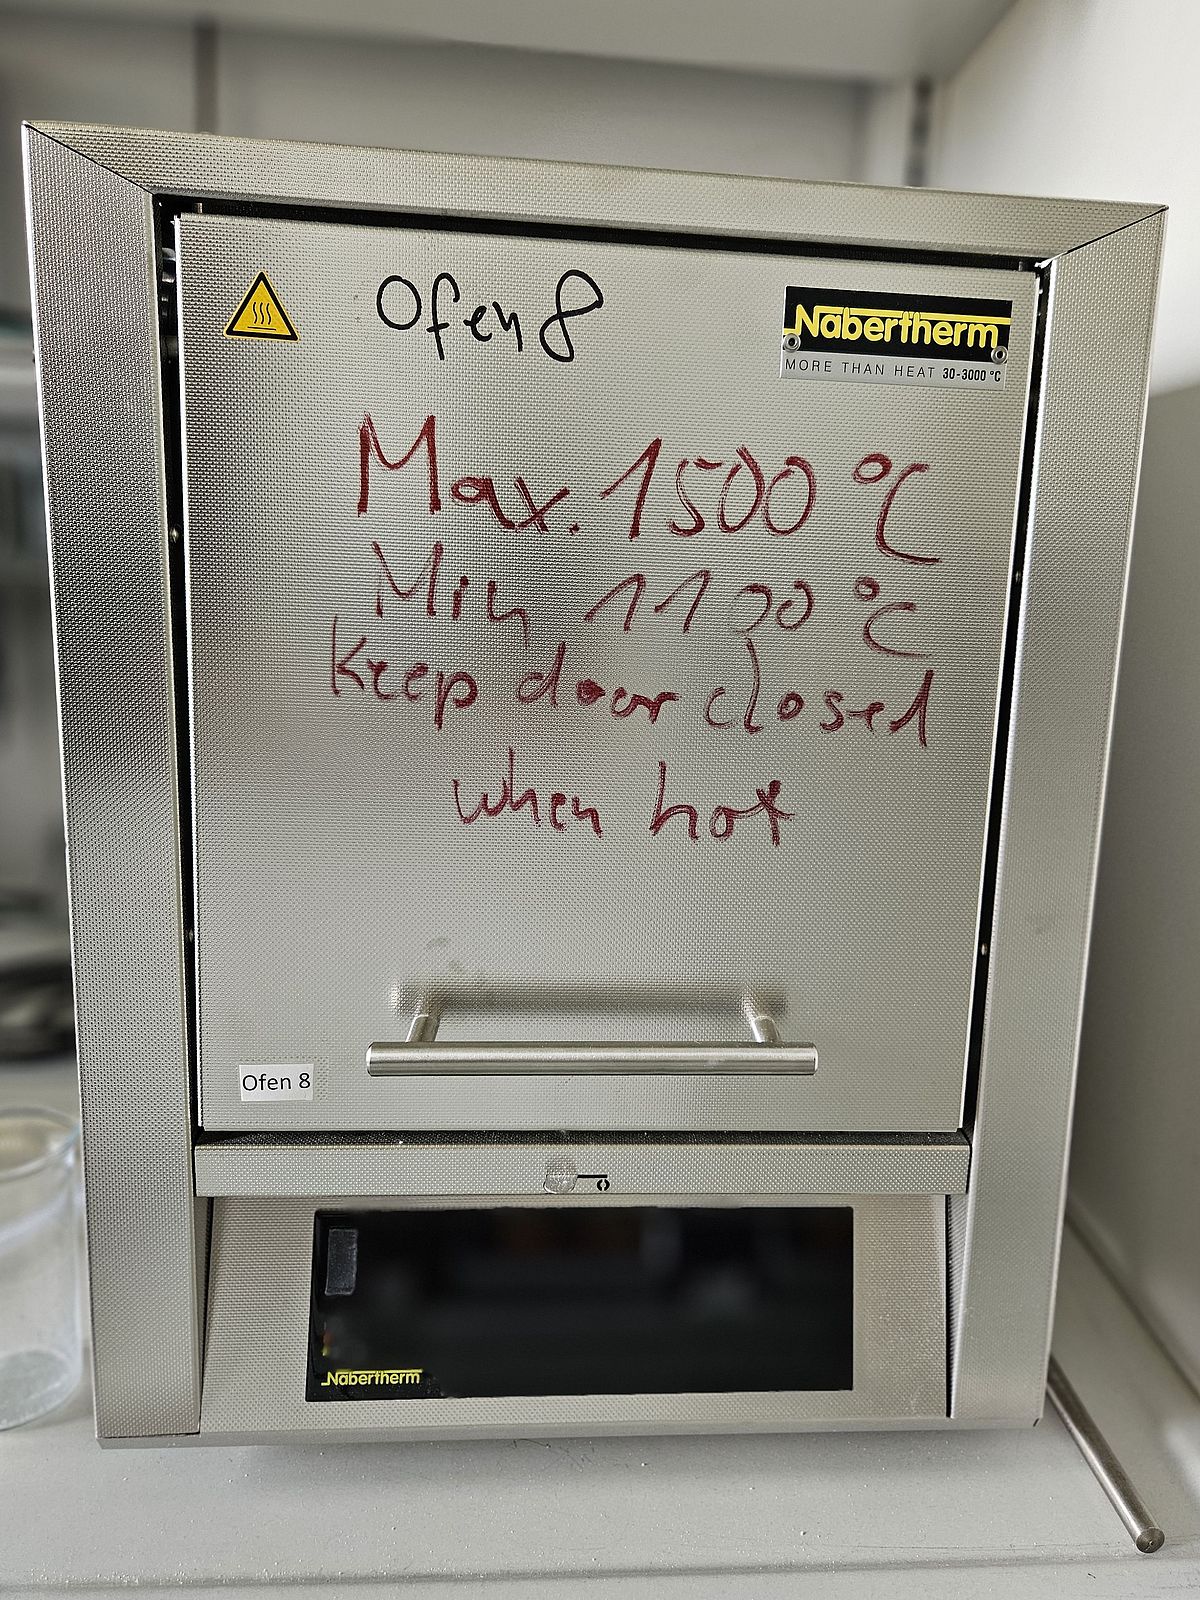 Ofen 8
Nabertherm
MORE THAN HEAT 30-3000 °C
Max. 1500 °C
Min 1100 °C
keep door closed
when hot
Ofen 8
Nabertherm